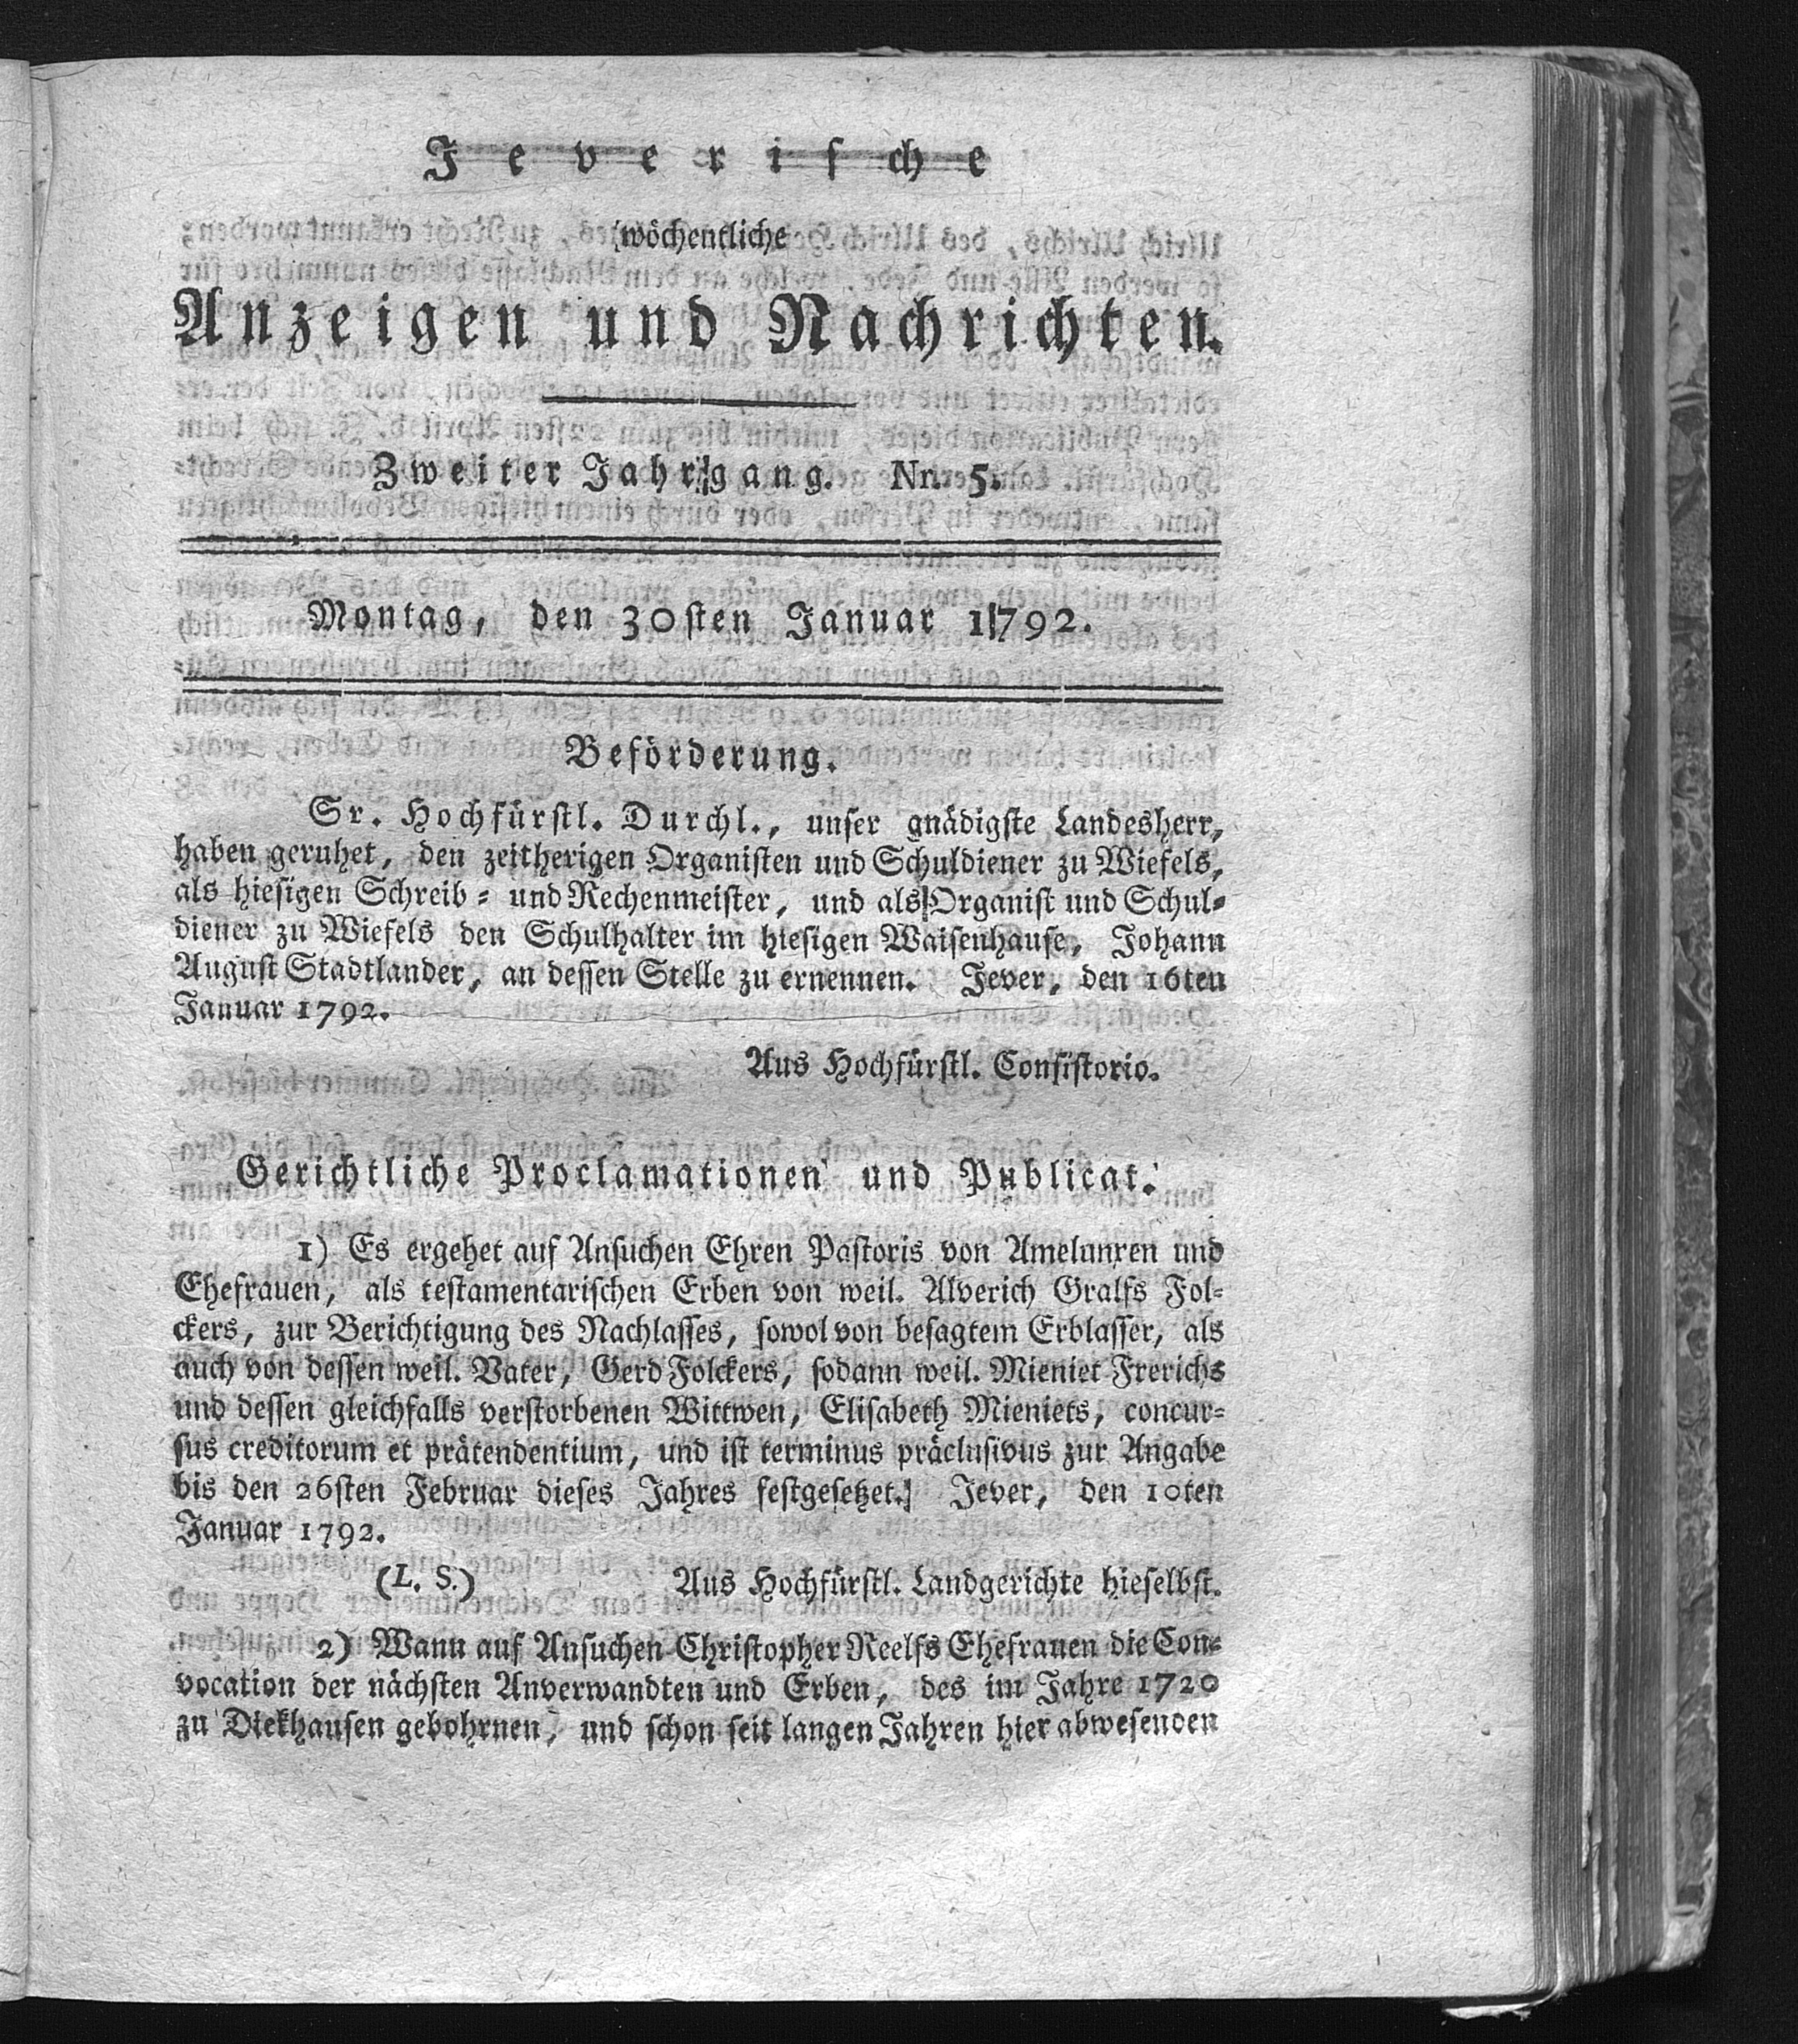 Jeverische
wöchentliche
Anzeigen und Nachrichten.
Zweiter Jahrgang. Nr. 5.
Montag, den 30sten Januar 1792.
Beförderung.
Sr. Hochfürstl. Durchl., unser gnädigste Landesherr,
haben geruhet, den zeitherigen Organisten und Schuldiener zu Wiefels,
als hiesigen Schreib- und Rechenmeister, und als Organist und Schul-
diener zu Wiefels den Schulhalter im hiesigen Waisenhause, Johann
August Stadtlander, an dessen Stelle zu ernennen. Jever, den 16ten
Januar 1792.
Aus Hochfürstl. Consistorio.
Gerichtliche Proclamationen und Publicat.
1) Es ergehet auf Ansuchen Ehren Pastoris von Amelunxen und
Ehefrauen, als testamentarischen Erben von weil. Alverich Gralfs Fol-
ckers, zur Berichtigung des Nachlasses, sowol von besagtem Erblasser, als
auch von dessen weil. Vater, Gerd Folckers, sodann weil. Mieniet Frerichs
und dessen gleichfalls verstorbenen Wittwen, Elisabeth Mieniets, concur-
sus creditorum et prätendentium, und ist terminus präclusivus zur Angabe
bis den 26sten Februar dieses Jahres festgesetzet. Jever, den 10ten
Januar 1792.
(L. S.) Aus Hochfürstl. Landgerichte hieselbst.
2) Wann auf Ansuchen Christopher Reelfs Ehefrauen die Con-
vocation der nächsten Anverwandten und Erben, des im Jahre 1720
zu Diekhausen gebohrnen, und schon seit langen Jahren hier abwesenden